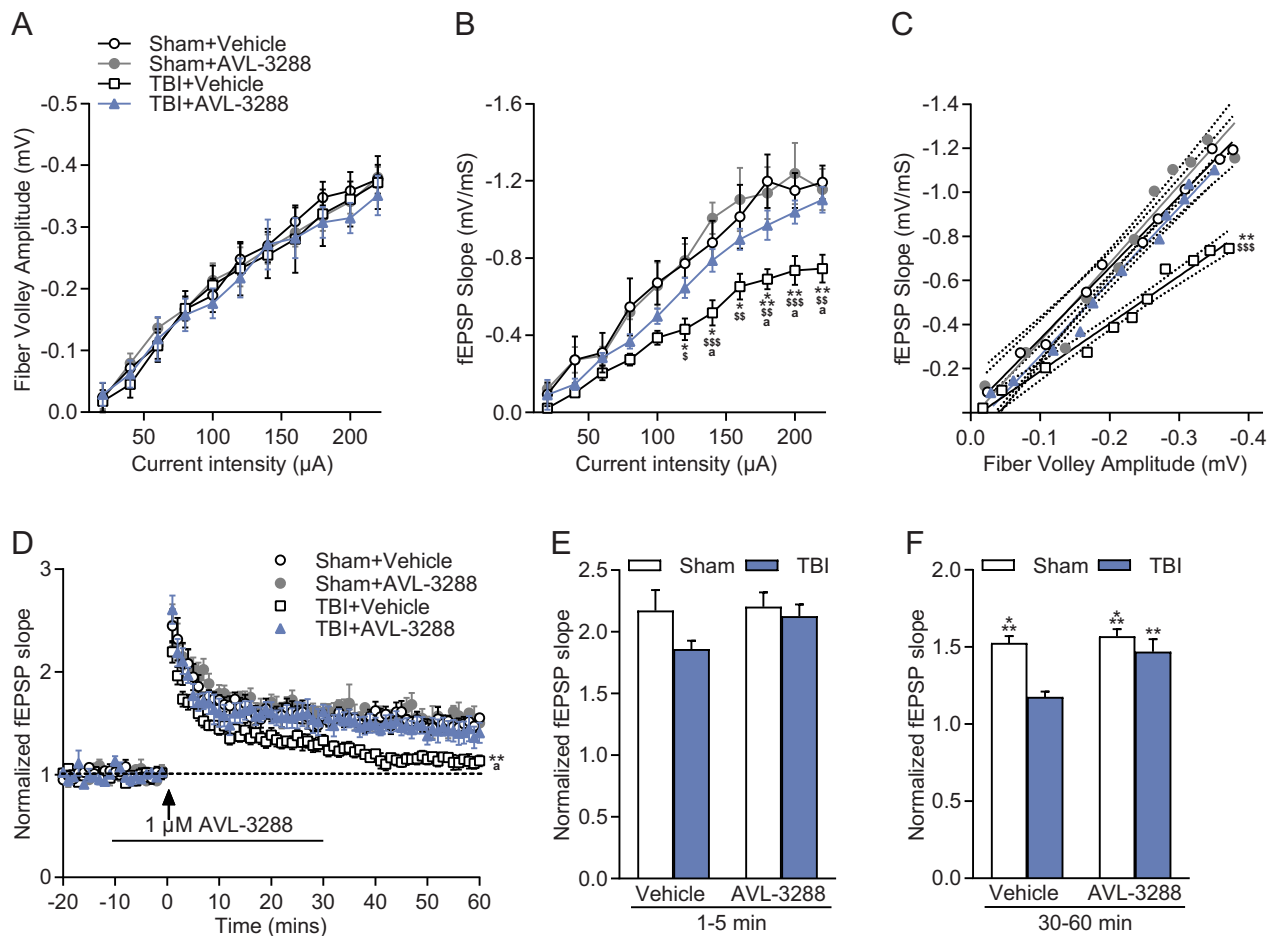 A
B
C
Sham+Vehicle
Sham+AVL-3288
TBI+Vehicle
TBI+AVL-3288
Fiber Volley Amplitude (mV)
-0.5
-0.4
-0.3
-0.2
-0.1
0.0
50
100
150
200
Current intensity (µA)
fEPSP Slope (mV/mS)
-1.6
-1.2
-0.8
-0.4
0.0
*
$
*
$$$
a
*
$$
*
**
$$
a
**
$$$
a
**
$$
a
50
100
150
200
Current intensity (µA)
fEPSP Slope (mV/mS)
-1.4
-1.2
-1.0
-0.8
-0.6
-0.4
-0.2
**
$$$
0.0
-0.1
-0.2
-0.3
-0.4
Fiber Volley Amplitude (mV)
D
Sham+Vehicle
Sham+AVL-3288
TBI+Vehicle
TBI+AVL-3288
Normalized fEPSP slope
3
2
1
0
**
a
1 µM AVL-3288
-20
-10
0
10
20
30
40
50
60
Time (mins)
E
Sham
TBI
Normalized fEPSP slope
2.5
2.0
1.5
1.0
0.5
0.0
Vehicle
AVL-3288
1-5 min
F
Sham
TBI
Normalized fEPSP slope
2.0
1.5
1.0
0.5
0.0
*
**
*
**
**
Vehicle
AVL-3288
30-60 min